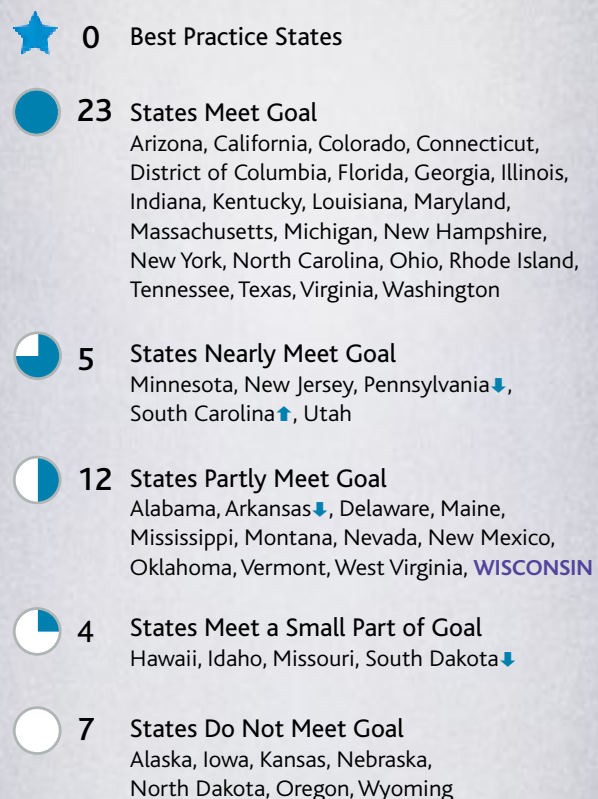 0 Best Practice States
23 States Meet Goal
Arizona, California, Colorado, Connecticut,
District of Columbia, Florida, Georgia, Illinois,
Indiana, Kentucky, Louisiana, Maryland,
Massachusetts, Michigan, New Hampshire,
New York, North Carolina, Ohio, Rhode Island,
Tennessee, Texas, Virginia, Washington
5 States Nearly Meet Goal
Minnesota, New Jersey, Pennsylvania⬇,
South Carolina⬆, Utah
12 States Partly Meet Goal
Alabama, Arkansas⬇, Delaware, Maine,
Mississippi, Montana, Nevada, New Mexico,
Oklahoma, Vermont, West Virginia, WISCONSIN
4 States Meet a Small Part of Goal
Hawaii, Idaho, Missouri, South Dakota⬇
7 States Do Not Meet Goal
Alaska, Iowa, Kansas, Nebraska,
North Dakota, Oregon, Wyoming